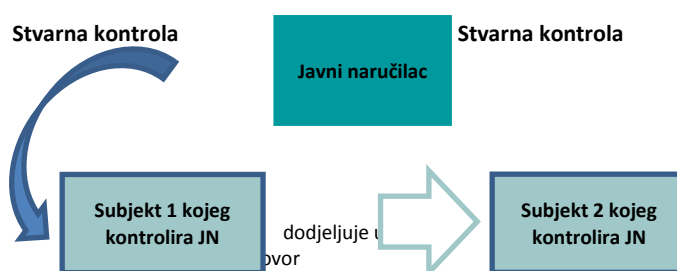 Stvarna kontrola
Stvarna kontrola
Javni naručilac
Subjekt 1 kojeg
kontrolira JN
dodjeljuje
Subjekt 2 kojeg
kontrolira JN